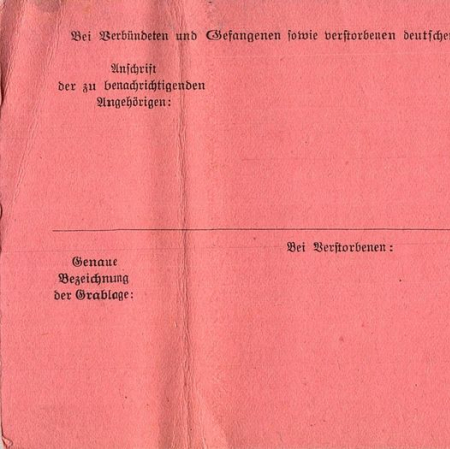 Bei Verbündeten und Gefangenen sowie verstorbenen deutschen
Anschrift
der zu benachrichtigenden
Angehörigen:
Bei Verstorbenen:
Genaue
Bezeichnung
der Grablage: